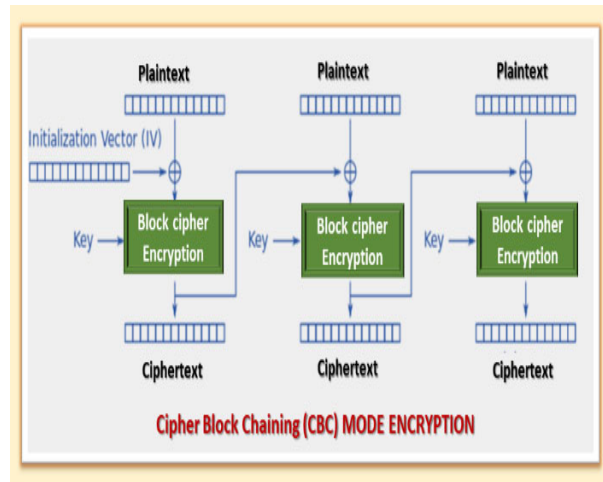 Plaintext Plaintext Plaintext
Initialization Vector (IV)
Key Block cipher Encryption Key Block cipher Encryption Key Block cipher Encryption
Ciphertext Ciphertext Ciphertext
Cipher Block Chaining (CBC) MODE ENCRYPTION